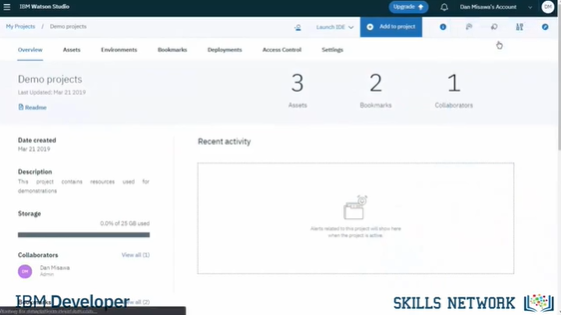 IBM Watson Studio
Upgrade
Dan Misawa's Account
DM
My Projects / Demo projects
Launch IDE
Add to project
Overview
Assets
Environments
Bookmarks
Deployments
Access Control
Settings
Demo projects
Last Updated: Mar 21 2019
Readme
3
Assets
2
Bookmarks
1
Collaborators
Date created
Mar 21 2019
Description
This project contains resources used for
demonstrations
Storage
0.0% of 25 GB used
Collaborators
View all (1)
DM
Dan Misawa
Admin
Recent activity
Alerts related to this project will show here
when the project is active.
View all (2)
IBM Developer
SKILLS NETWORK